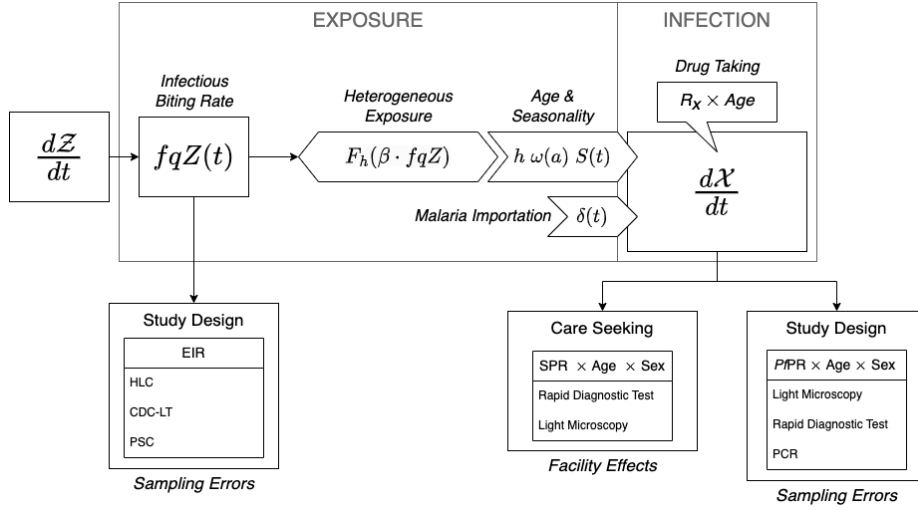 EXPOSURE
INFECTION
Infectious
Biting Rate
Heterogeneous
Exposure
Age &
Seasonality
Drug Taking
R_x × Age
d𝒵/dt
fqZ(t)
F_h(β · fqZ)
h ω(a) S(t)
d𝒳/dt
Malaria Importation
δ(t)
Study Design
EIR
HLC
CDC-LT
PSC
Sampling Errors
Care Seeking
SPR × Age × Sex
Rapid Diagnostic Test
Light Microscopy
Facility Effects
Study Design
PfPR × Age × Sex
Light Microscopy
Rapid Diagnostic Test
PCR
Sampling Errors